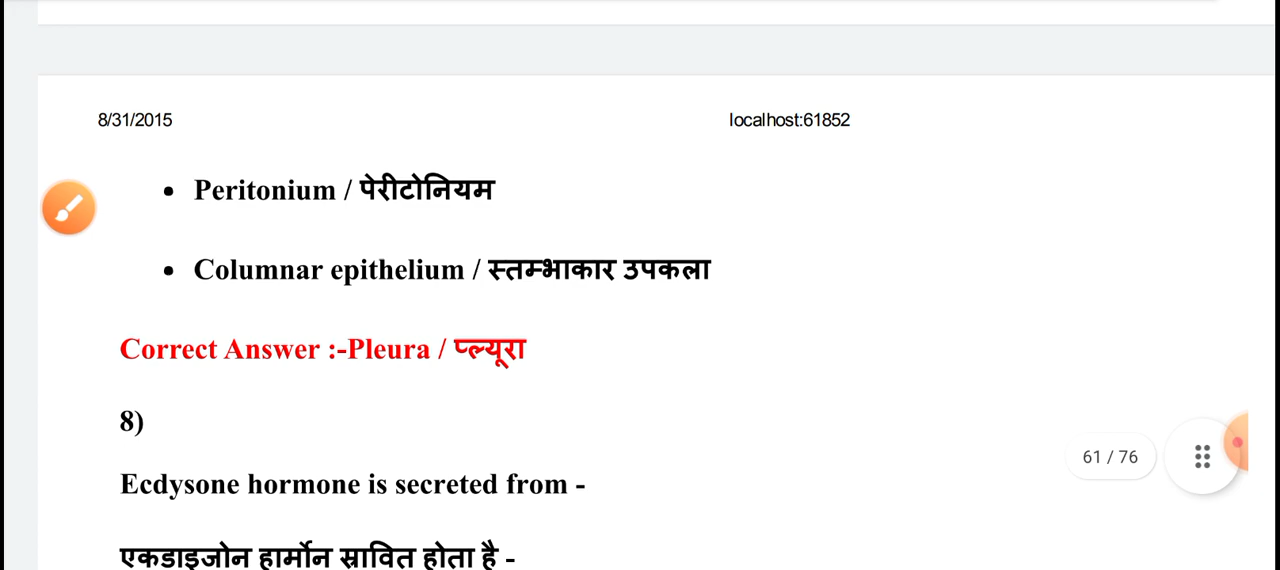 8/31/2015 localhost:61852
• Peritonium / पेरीटोनियम
• Columnar epithelium / स्तम्भाकार उपकला
Correct Answer :-Pleura / प्ल्यूरा
8)
61 / 76
Ecdysone hormone is secreted from -
एकडाइजोन हार्मोन स्रावित होता है -